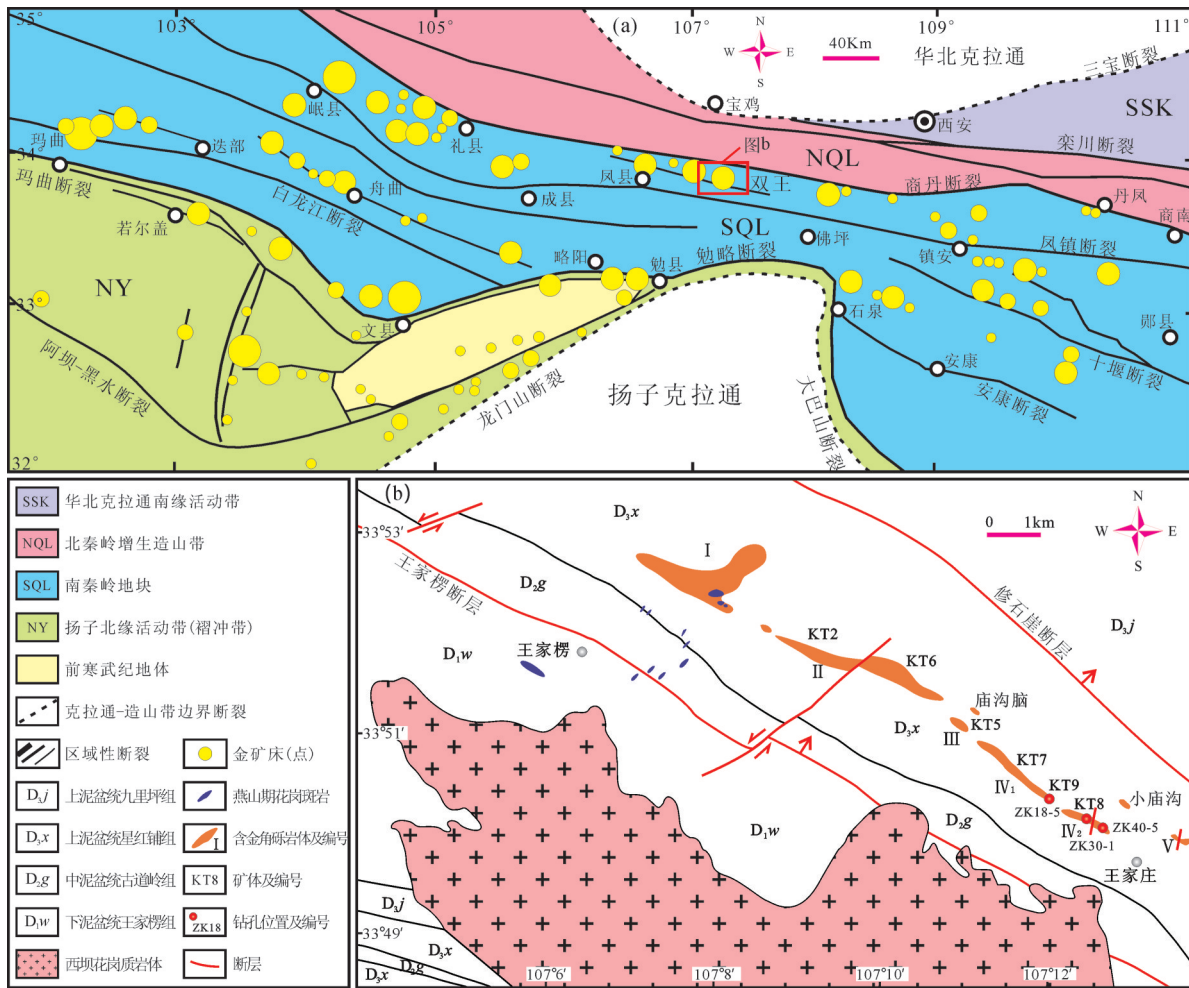 35°
103°
105°
107°
(a)
N
W
E
S
40Km
华北克拉通
109°
111°
三宝断裂
SSK
宝鸡
西安
岷县
礼县
玛曲
迭部
34°
图b
NQL
栾川断裂
凤县
双王
商丹断裂
丹凤
玛曲断裂
白龙江断裂
舟曲
成县
SQL
商南
若尔盖
佛坪
凤镇断裂
镇安
略阳
勉县
勉略断裂
NY
33°
石泉
郧县
文县
阿坝-黑水断裂
龙门山断裂
扬子克拉通
大巴山断裂
安康
安康断裂
十堰断裂
32°
SSK 华北克拉通南缘活动带
NQL 北秦岭增生造山带
SQL 南秦岭地块
NY 扬子北缘活动带(褶冲带)
前寒武纪地体
克拉通-造山带边界断裂
区域性断裂
金矿床(点)
D₃j 上泥盆统九里坪组
燕山期花岗斑岩
D₃x 上泥盆统星红铺组
I 含金角砾岩体及编号
D₂g 中泥盆统古道岭组
KT8 矿体及编号
D₁w 下泥盆统王家楞组
ZK18 钻孔位置及编号
西坝花岗质岩体
断层
(b)
D₃x
N
W
E
S
0 1km
33°53′
I
王家楞断层
D₂g
修石崖断层
D₃j
KT2
D₁w
王家楞
KT6
II
庙沟脑
33°51′
D₃x
KT5
III
KT7
IV₁
KT9
小庙沟
ZK18-5
KT8
D₁w
D₂g
IV₂
ZK40-5
ZK30-1
V
王家庄
D₃j
33°49′
D₃x
D₂g
D₃x
107°6′
107°8′
107°10′
107°12′